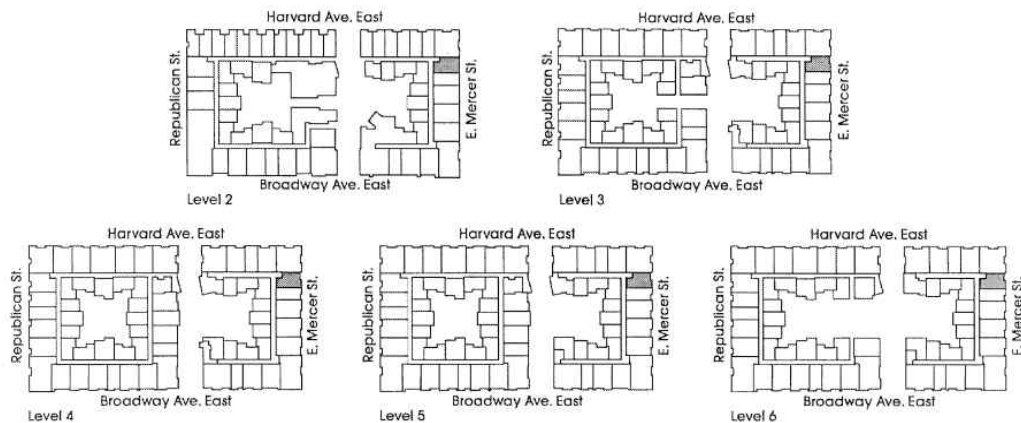 Harvard Ave. East
Republican St.
E. Mercer St.
Broadway Ave. East
Level 2
Harvard Ave. East
Republican St.
E. Mercer St.
Broadway Ave. East
Level 3
Harvard Ave. East
Republican St.
E. Mercer St.
Broadway Ave. East
Level 4
Harvard Ave. East
Republican St.
E. Mercer St.
Broadway Ave. East
Level 5
Harvard Ave. East
Republican St.
E. Mercer St.
Broadway Ave. East
Level 6